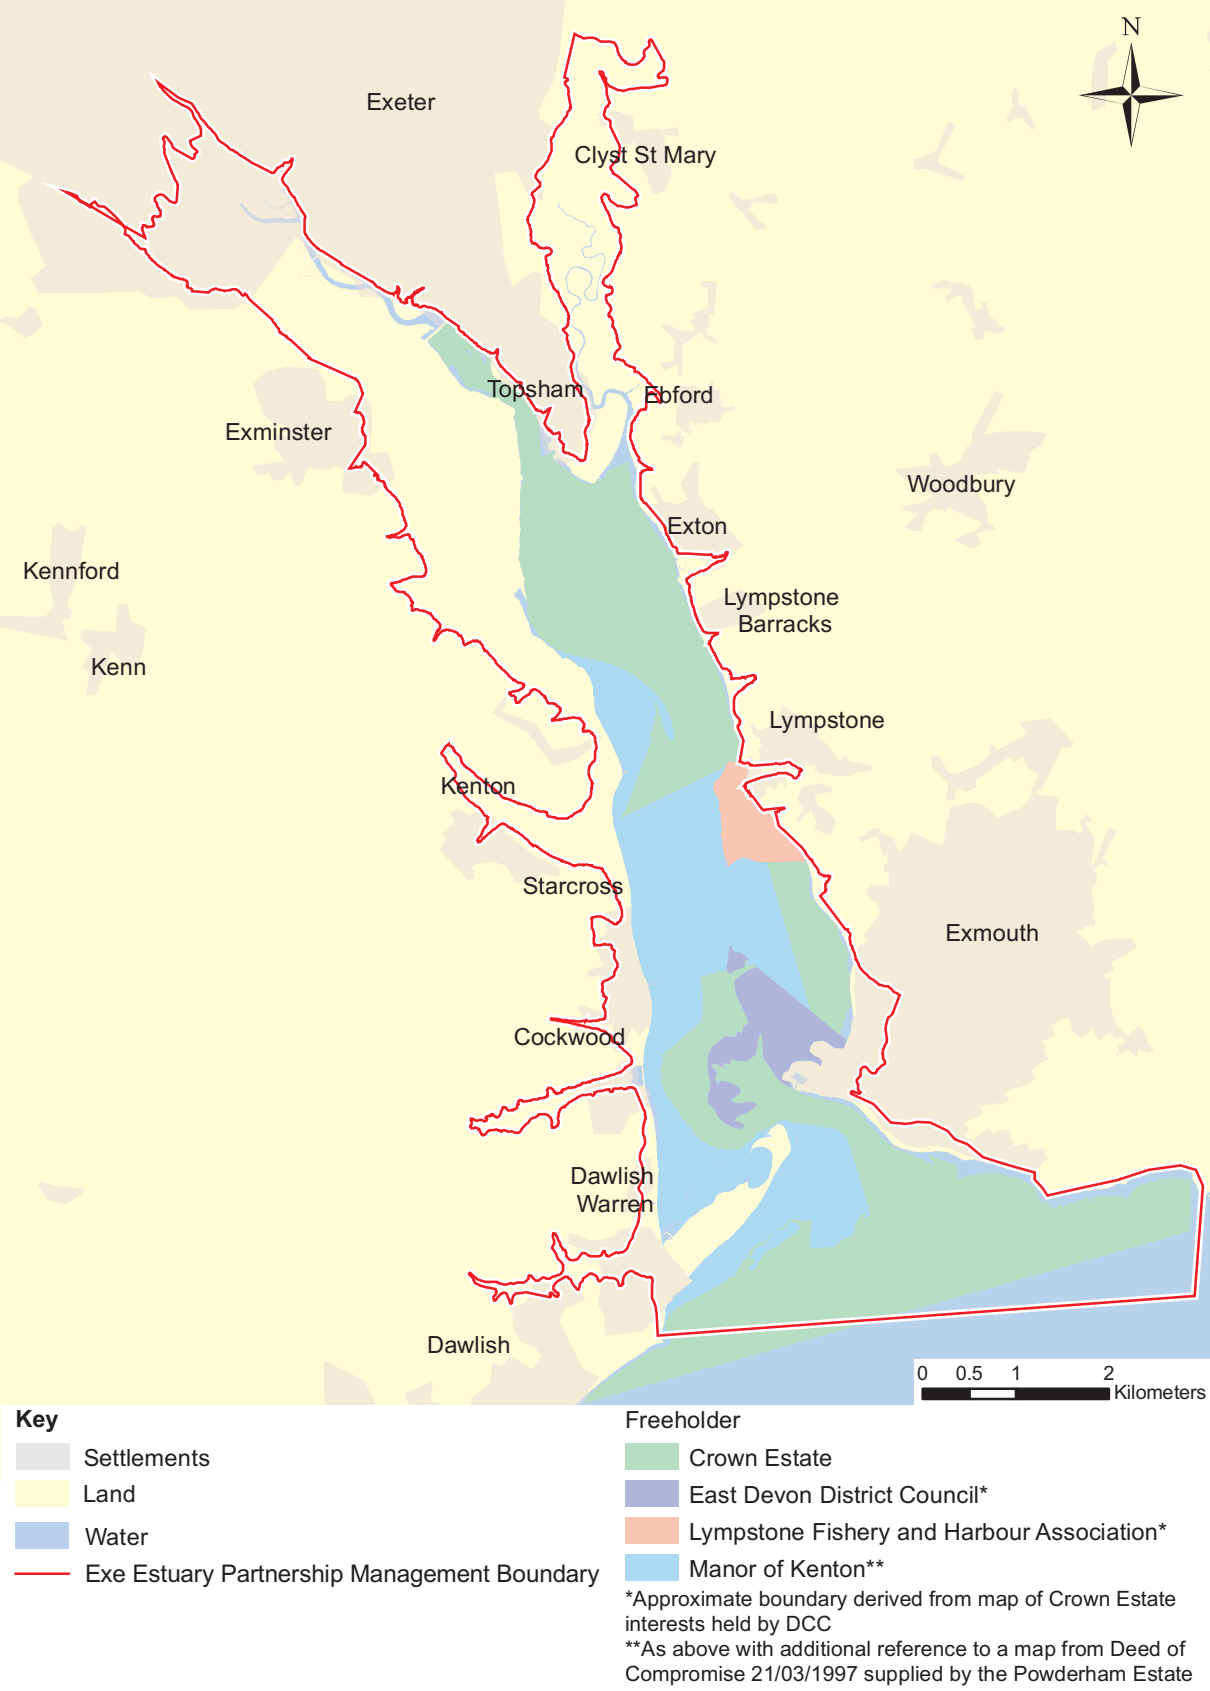 N
Exeter
Clyst St Mary
Topsham
Ebford
Exminster
Woodbury
Exton
Kennford
Lympstone
Barracks
Kenn
Lympstone
Kenton
Starcross
Exmouth
Cockwood
Dawlish
Warren
Dawlish
0 0.5 1 2
Kilometers
Key
Settlements
Land
Water
Exe Estuary Partnership Management Boundary
Freeholder
Crown Estate
East Devon District Council*
Lympstone Fishery and Harbour Association*
Manor of Kenton**
*Approximate boundary derived from map of Crown Estate
interests held by DCC
**As above with additional reference to a map from Deed of
Compromise 21/03/1997 supplied by the Powderham Estate